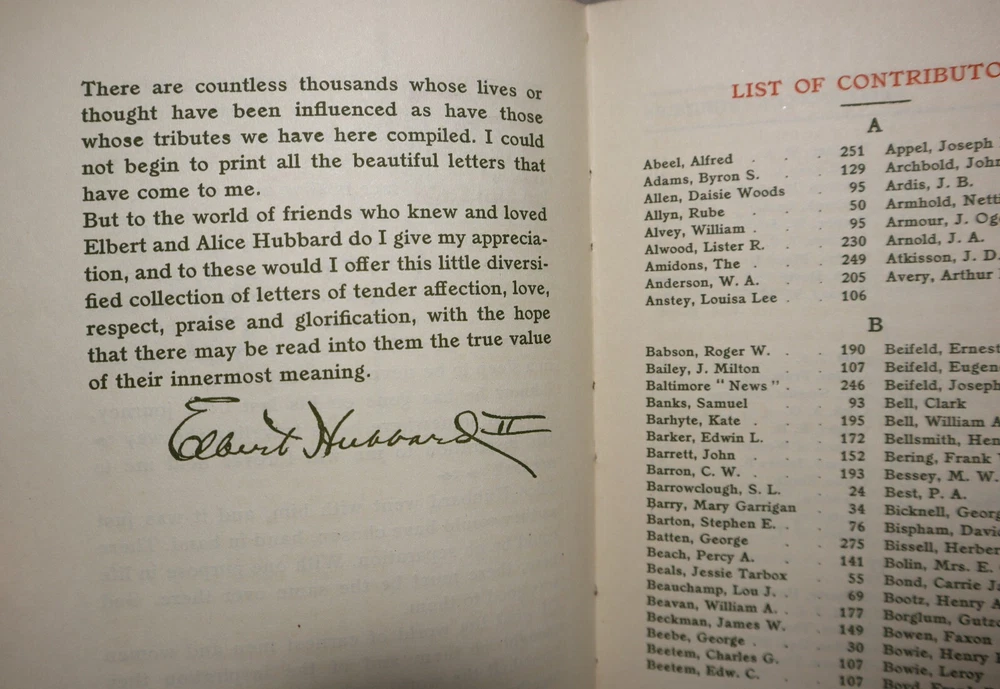 There are countless thousands whose lives or
thought have been influenced as have those
whose tributes we have here compiled. I could
not begin to print all the beautiful letters that
have come to me.
But to the world of friends who knew and loved
Elbert and Alice Hubbard do I give my apprecia-
tion, and to these would I offer this little diversi-
fied collection of letters of tender affection, love,
respect, praise and glorification, with the hope
that there may be read into them the true value
of their innermost meaning.
Elbert Hubbard II
LIST OF CONTRIBUTO
A
Abeel, Alfred . . . 251
Adams, Byron S. . . 129
Allen, Daisie Woods . 95
Allyn, Rube . . . 50
Alvey, William . . . 95
Alwood, Lister R. . . 230
Amidons, The . . . 249
Anderson, W. A. . . 205
Anstey, Louisa Lee . . 106
Appel, Joseph
Archbold, John
Ardis, J. B.
Armhold, Netti
Armour, J. Og
Arnold, J. A.
Atkisson, J. D.
Avery, Arthur
B
Babson, Roger W. . . 190
Bailey, J. Milton . . 107
Baltimore "News" . . 246
Banks, Samuel . . 93
Barhyte, Kate . . . 195
Barker, Edwin L. . . 172
Barrett, John . . . 152
Barron, C. W. . . . 193
Barrowclough, S. L. . 24
Barry, Mary Garrigan . 34
Barton, Stephen E. . . 76
Batten, George . . 275
Beach, Percy A. . . 141
Beals, Jessie Tarbox . 55
Beauchamp, Lou J. . . 69
Beavan, William A. . . 177
Beckman, James W. . 149
Beebe, George . . . 30
Beetem, Charles G. . 107
Beetem, Edw. C. . . 107
Beifeld, Ernest
Beifeld, Eugen
Beifeld, Joseph
Bell, Clark
Bell, William A
Bellsmith, Hen
Bering, Frank
Bessey, M. W.
Best, P. A.
Bicknell, Georg
Bispham, Davi
Bissell, Herber
Bolin, Mrs. E.
Bond, Carrie Ja
Bootz, Henry A
Borglum, Gutzo
Bowen, Faxon
Bowie, Henry
Bowie, Leroy